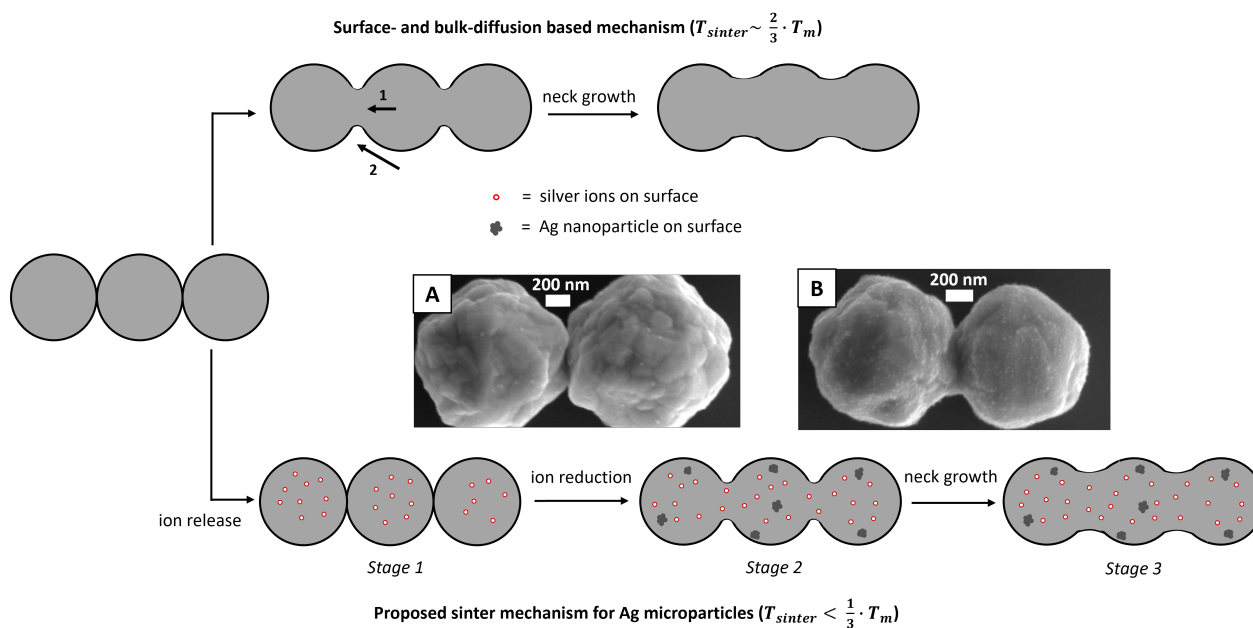 Surface- and bulk-diffusion based mechanism (T_sinter ~ 2/3 · T_m)
1
neck growth
2
= silver ions on surface
= Ag nanoparticle on surface
A
200 nm
B
200 nm
ion release
ion reduction
neck growth
Stage 1
Stage 2
Stage 3
Proposed sinter mechanism for Ag microparticles (T_sinter < 1/3 · T_m)